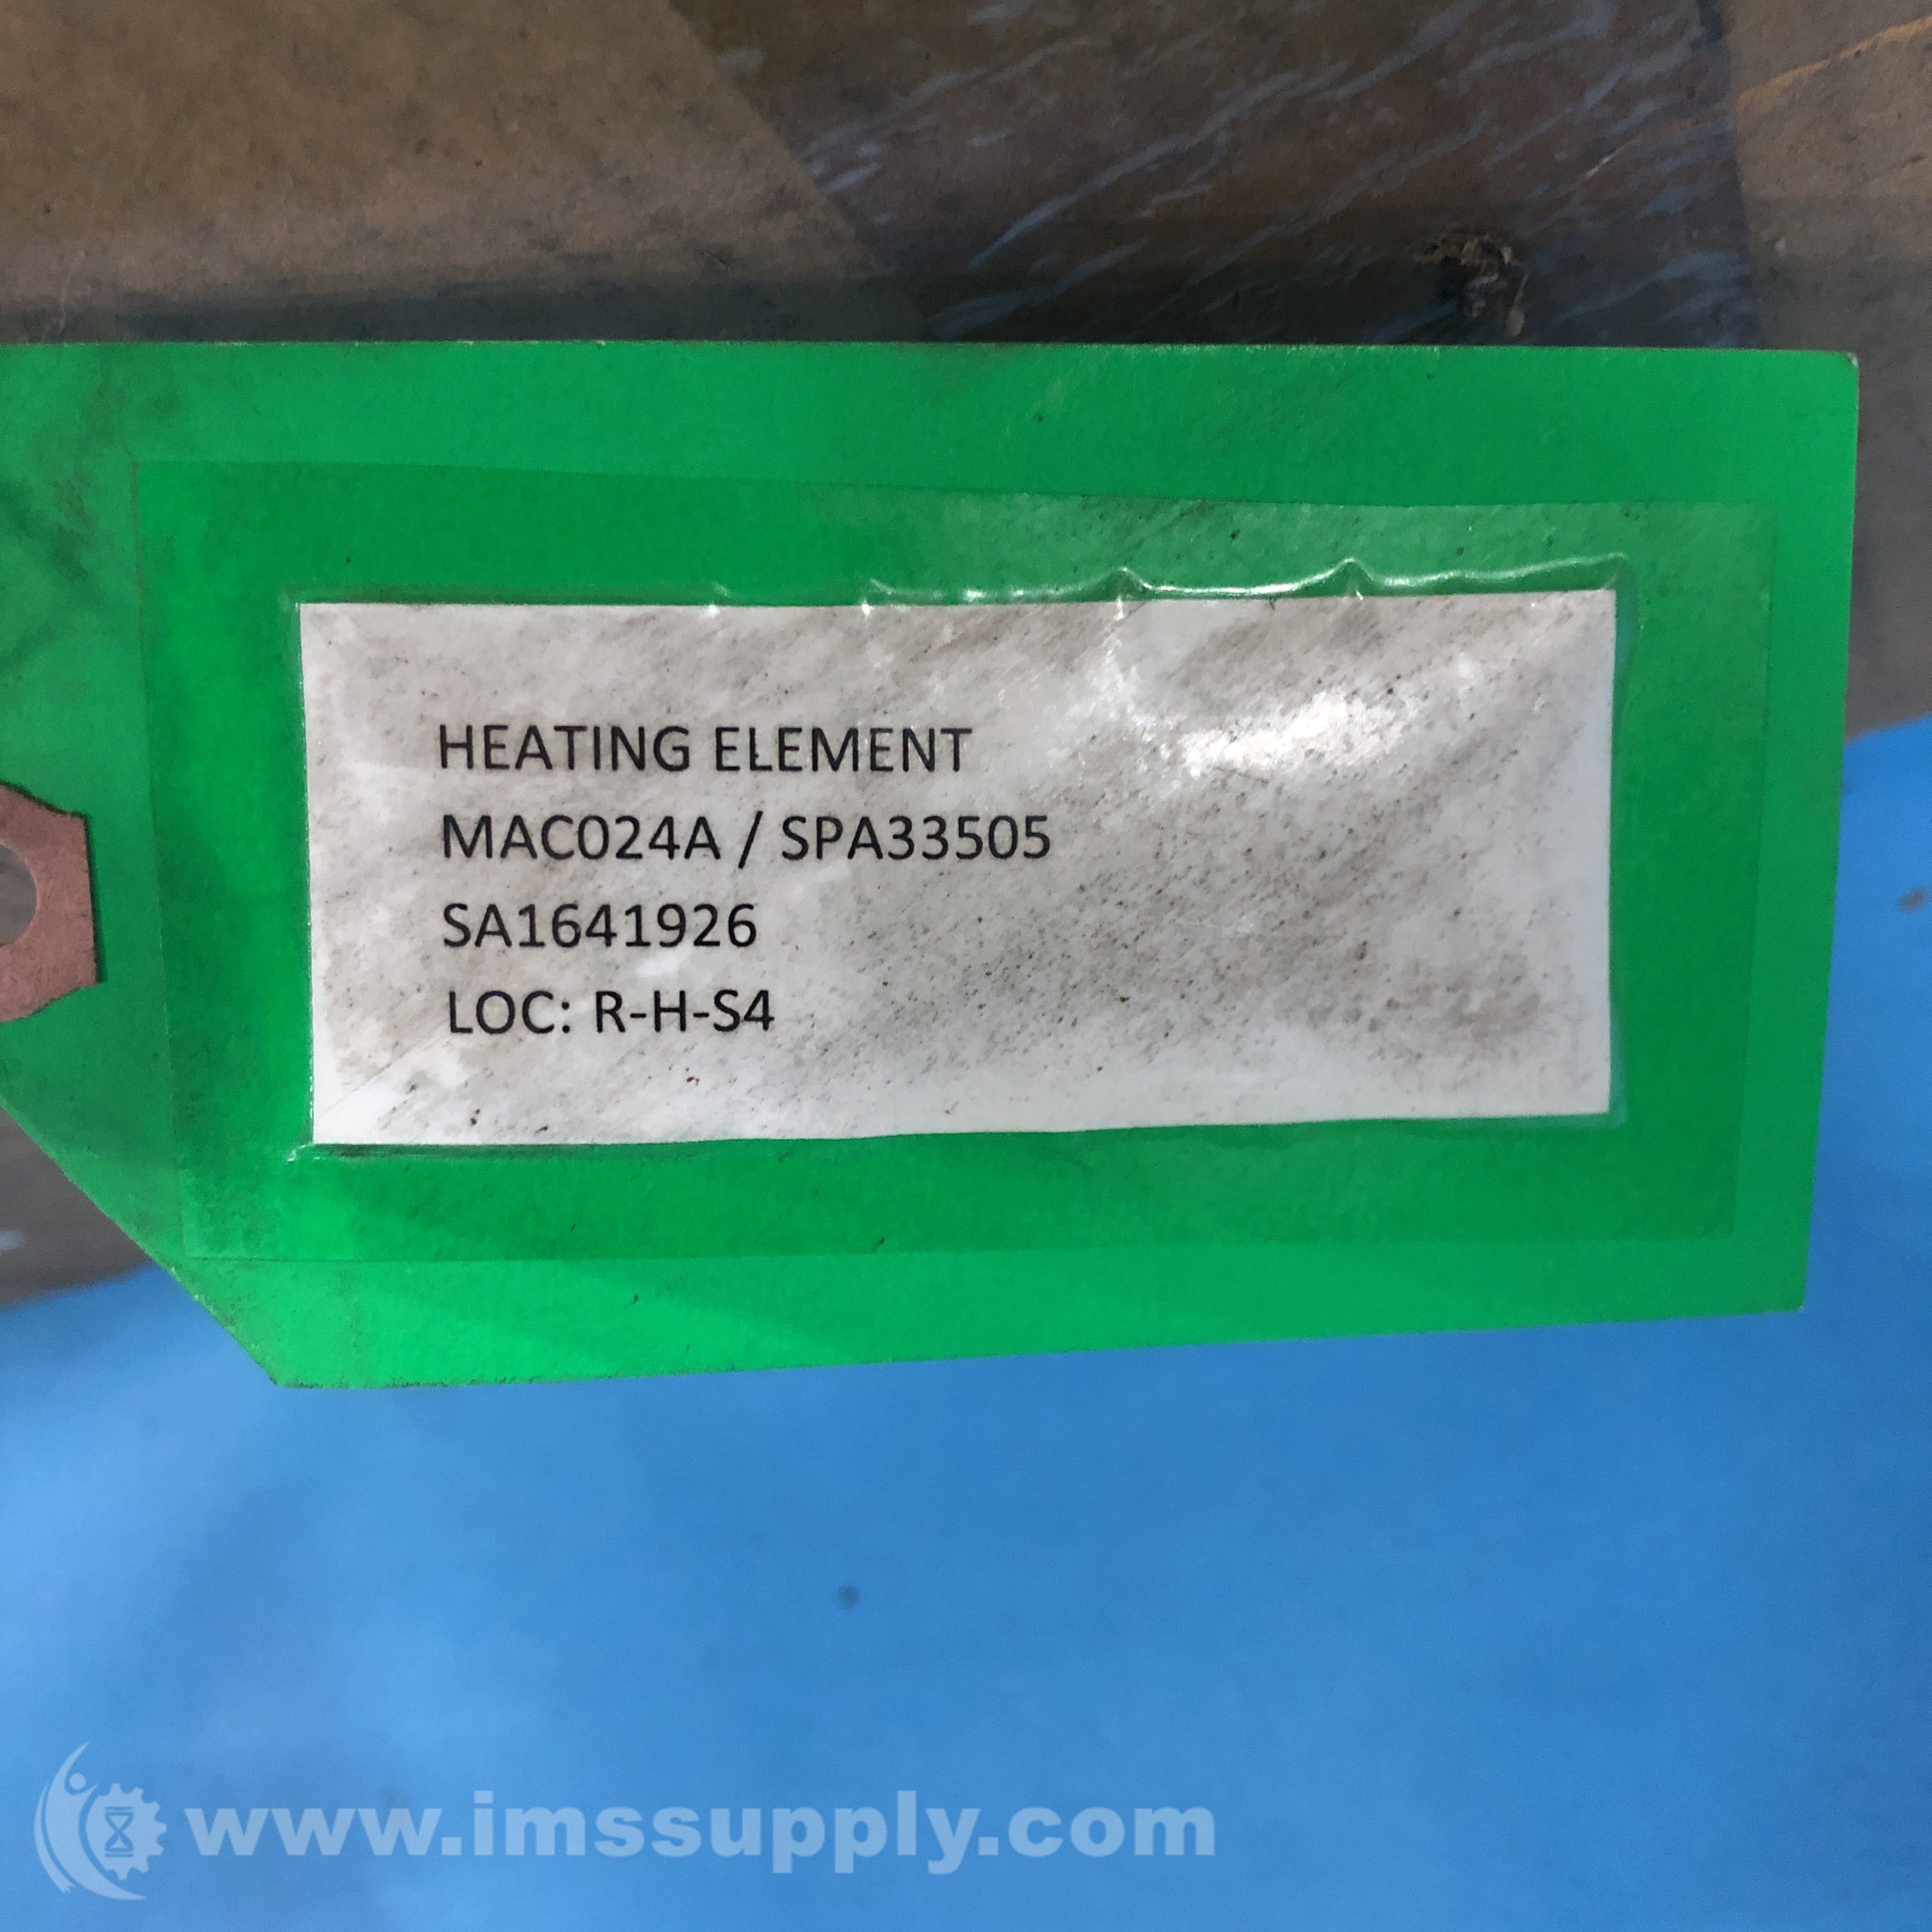 HEATING ELEMENT
MAC024A / SPA33505
SA1641926
LOC: R-H-S4
www.imssupply.com